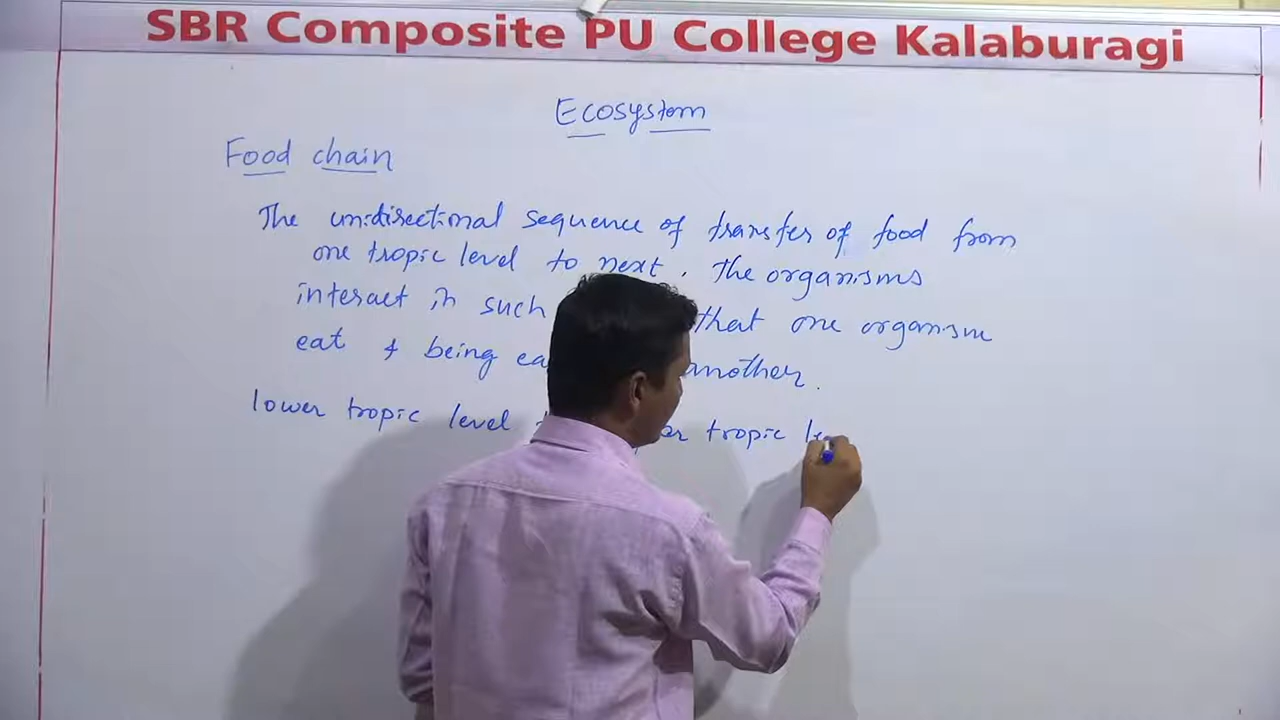 SBR Composite PU College Kalaburagi
Ecosystem
Food chain
The unidirectional sequence of transfer of food from
one tropic level to next. The organisms
interact in such that one organism
eat & being another.
lower tropic level tropic